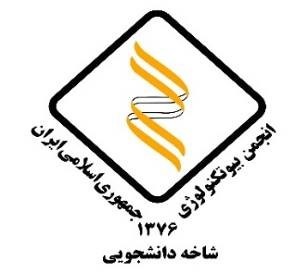 انجمن بیوتکنولوژی
جمهوری اسلامی ایران
۱۳۷۶
شاخه دانشجویی